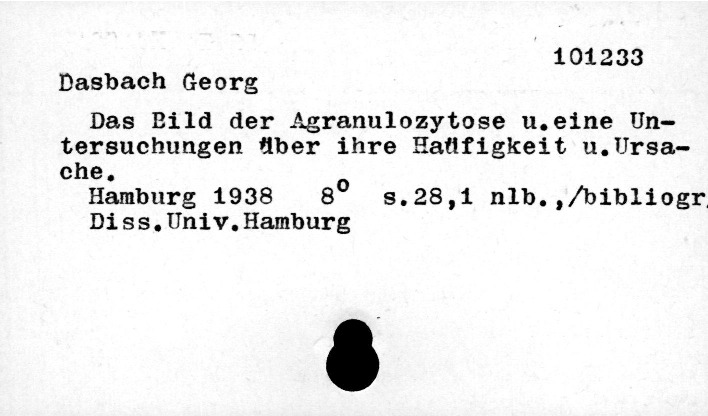 101233
Dasbach Georg
Das Bild der Agranulozytose u.eine Un-
tersuchungen über ihre Haüfigkeit u.Ursa-
che.
Hamburg 1938 8° s.28,1 nlb.,/bibliogr.
Diss.Univ.Hamburg